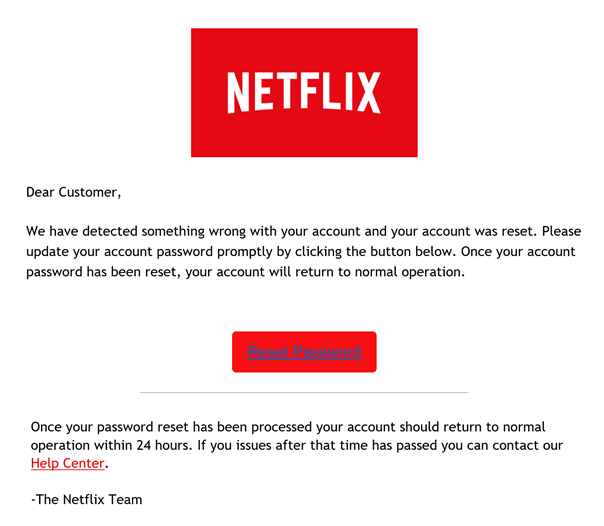 NETFLIX
Dear Customer,
We have detected something wrong with your account and your account was reset. Please
update your account password promptly by clicking the button below. Once your account
password has been reset, your account will return to normal operation.
Reset Password
Once your password reset has been processed your account should return to normal
operation within 24 hours. If you issues after that time has passed you can contact our
Help Center.
-The Netflix Team